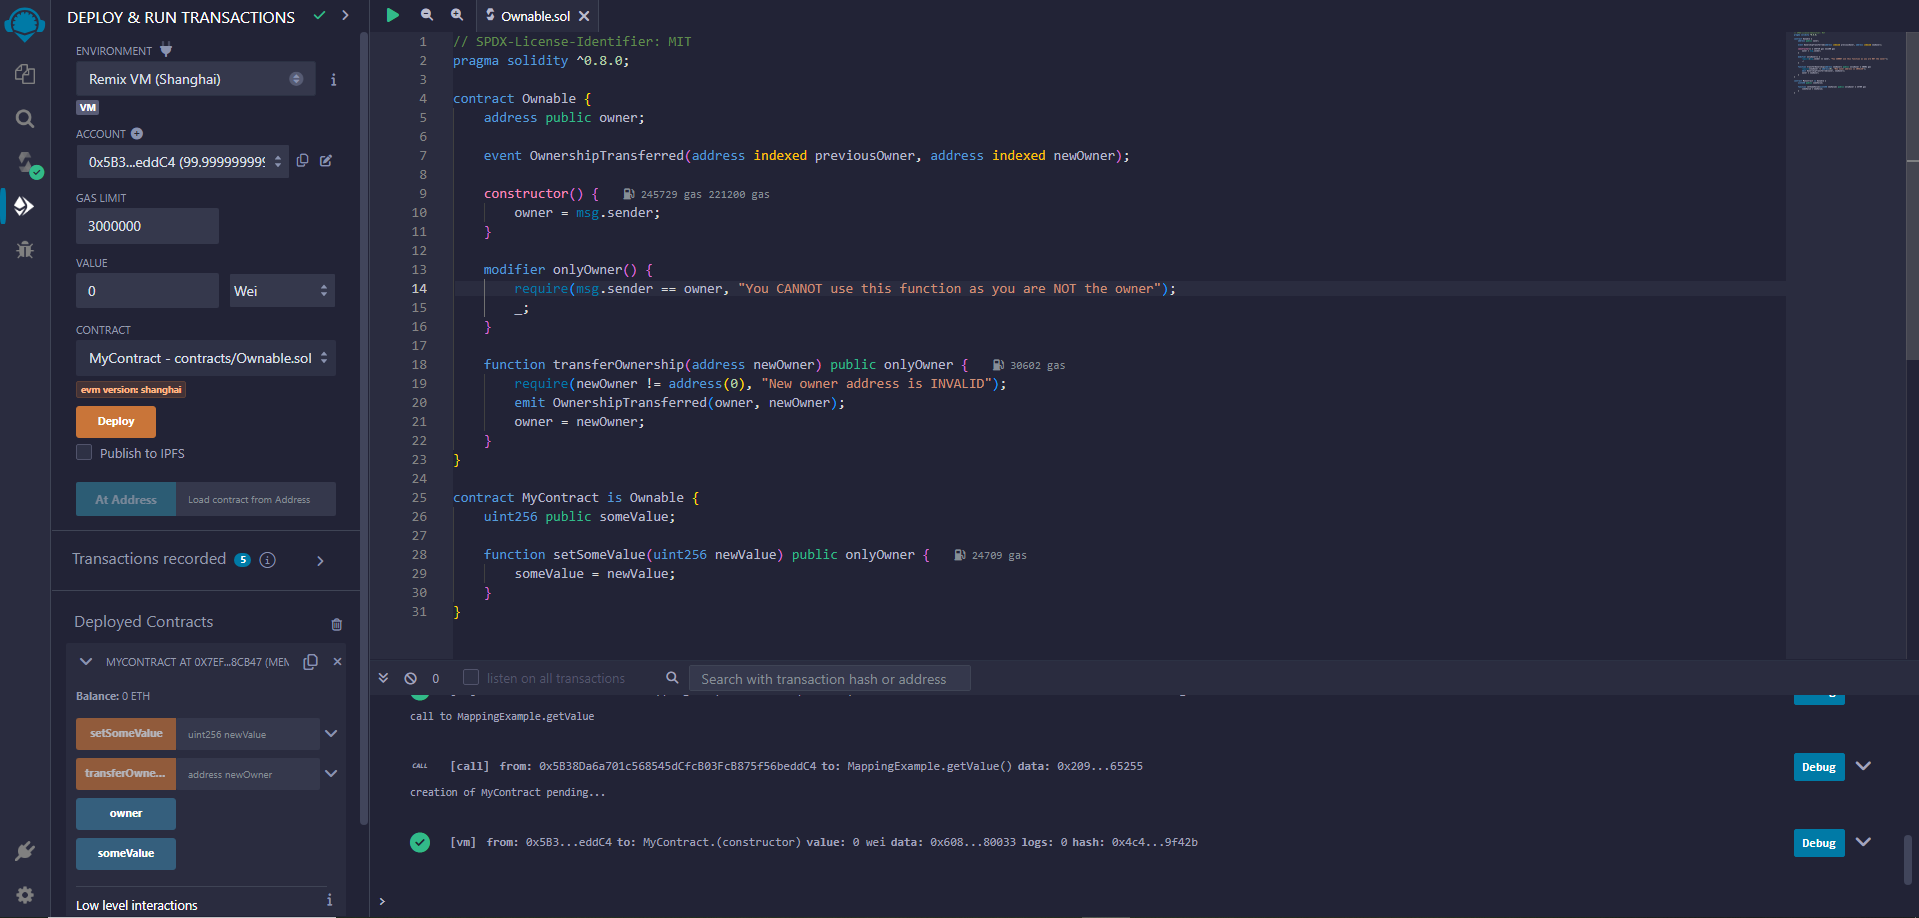 DEPLOY & RUN TRANSACTIONS
ENVIRONMENT
Remix VM (Shanghai)
VM
ACCOUNT
0x5B3...eddC4 (99.9999999999
GAS LIMIT
3000000
VALUE
0
Wei
CONTRACT
MyContract - contracts/Ownable.sol
evm version: shanghai
Deploy
Publish to IPFS
At Address
Load contract from Address
Transactions recorded 5
Deployed Contracts
MYCONTRACT AT 0X7EF...8CB47 (MEM
Balance: 0 ETH
setSomeValue
uint256 newValue
transferOwne...
address newOwner
owner
someValue
Low level interactions
Ownable.sol
1 // SPDX-License-Identifier: MIT
2 pragma solidity ^0.8.0;
3
4 contract Ownable {
5 address public owner;
6
7 event OwnershipTransferred(address indexed previousOwner, address indexed newOwner);
8
9 constructor() { 245729 gas 221200 gas
10 owner = msg.sender;
11 }
12
13 modifier onlyOwner() {
14 require(msg.sender == owner, "You CANNOT use this function as you are NOT the owner");
15 _;
16 }
17
18 function transferOwnership(address newOwner) public onlyOwner { 30602 gas
19 require(newOwner != address(0), "New owner address is INVALID");
20 emit OwnershipTransferred(owner, newOwner);
21 owner = newOwner;
22 }
23 }
24
25 contract MyContract is Ownable {
26 uint256 public someValue;
27
28 function setSomeValue(uint256 newValue) public onlyOwner { 24709 gas
29 someValue = newValue;
30 }
31 }
0
listen on all transactions
Search with transaction hash or address
call to MappingExample.getValue
CALL [call] from: 0x5B38Da6a701c568545dCfcB03FcB875f56beddC4 to: MappingExample.getValue() data: 0x209...65255
Debug
creation of MyContract pending...
[vm] from: 0x5B3...eddC4 to: MyContract.(constructor) value: 0 wei data: 0x608...80033 logs: 0 hash: 0x4c4...9f42b
Debug
>